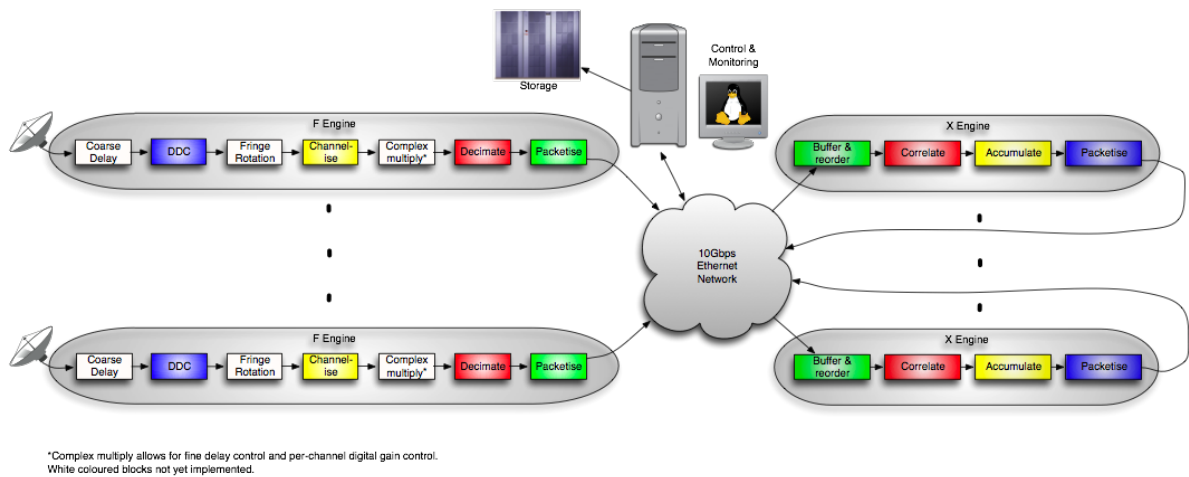 Control &
Monitoring
Storage
F Engine
Coarse
Delay
DDC
Fringe
Rotation
Channel-
ise
Complex
multiply*
Decimate
Packetise
X Engine
Buffer &
reorder
Correlate
Accumulate
Packetise
10Gbps
Ethernet
Network
F Engine
Coarse
Delay
DDC
Fringe
Rotation
Channel-
ise
Complex
multiply*
Decimate
Packetise
X Engine
Buffer &
reorder
Correlate
Accumulate
Packetise
*Complex multiply allows for fine delay control and per-channel digital gain control.
White coloured blocks not yet implemented.